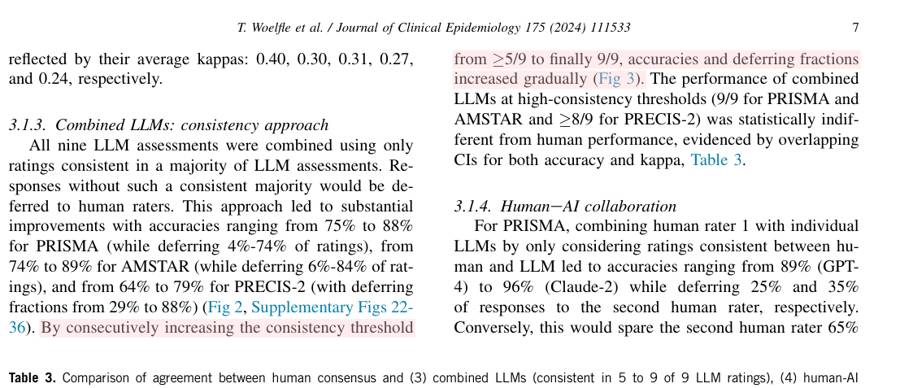 T. Woelfle et al. / Journal of Clinical Epidemiology 175 (2024) 111533
7
reflected by their average kappas: 0.40, 0.30, 0.31, 0.27,
and 0.24, respectively.
3.1.3. Combined LLMs: consistency approach
All nine LLM assessments were combined using only
ratings consistent in a majority of LLM assessments. Re-
sponses without such a consistent majority would be de-
ferred to human raters. This approach led to substantial
improvements with accuracies ranging from 75% to 88%
for PRISMA (while deferring 4%-74% of ratings), from
74% to 89% for AMSTAR (while deferring 6%-84% of rat-
ings), and from 64% to 79% for PRECIS-2 (with deferring
fractions from 29% to 88%) (Fig 2, Supplementary Figs 22-
36). By consecutively increasing the consistency threshold
from ≥5/9 to finally 9/9, accuracies and deferring fractions
increased gradually (Fig 3). The performance of combined
LLMs at high-consistency thresholds (9/9 for PRISMA and
AMSTAR and ≥8/9 for PRECIS-2) was statistically indif-
ferent from human performance, evidenced by overlapping
CIs for both accuracy and kappa, Table 3.
3.1.4. Human−AI collaboration
For PRISMA, combining human rater 1 with individual
LLMs by only considering ratings consistent between hu-
man and LLM led to accuracies ranging from 89% (GPT-
4) to 96% (Claude-2) while deferring 25% and 35%
of responses to the second human rater, respectively.
Conversely, this would spare the second human rater 65%
Table 3. Comparison of agreement between human consensus and (3) combined LLMs (consistent in 5 to 9 of 9 LLM ratings), (4) human-AI